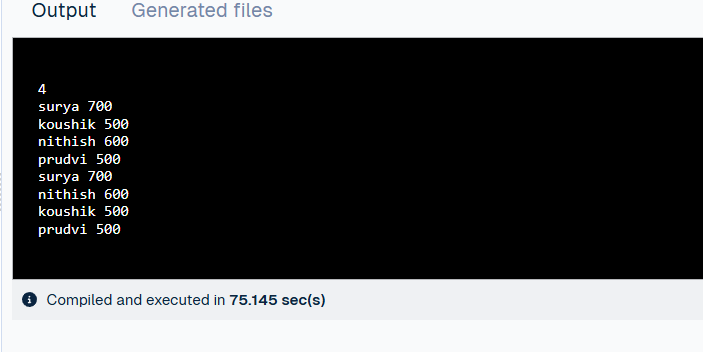 Output Generated files
4
surya 700
koushik 500
nithish 600
prudvi 500
surya 700
nithish 600
koushik 500
prudvi 500
Compiled and executed in 75.145 sec(s)